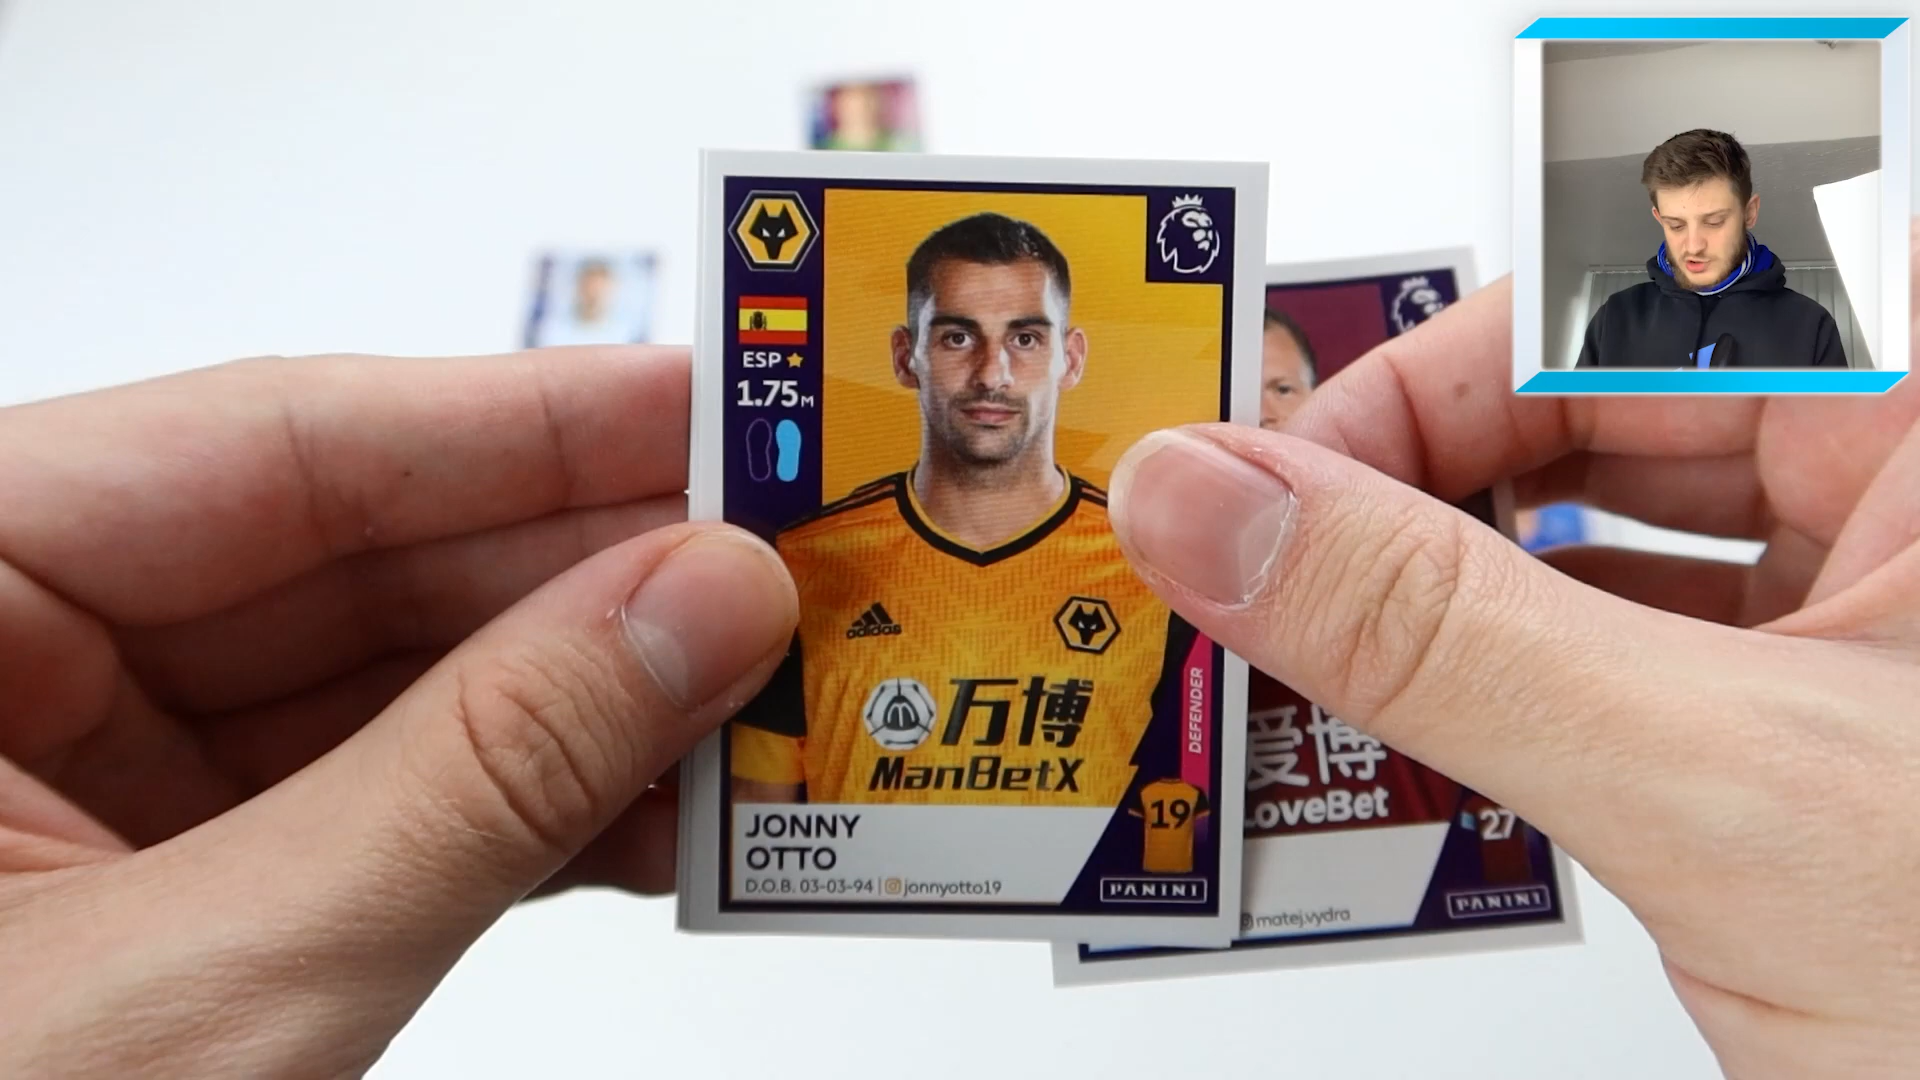 ESP
1.75M
adidas
万博
ManBetX
DEFENDER
19
JONNY
OTTO
D.O.B. 03-03-94 | jonnyotto19
PANINI
爱博
LoveBet
27
matej.vydra
PANINI